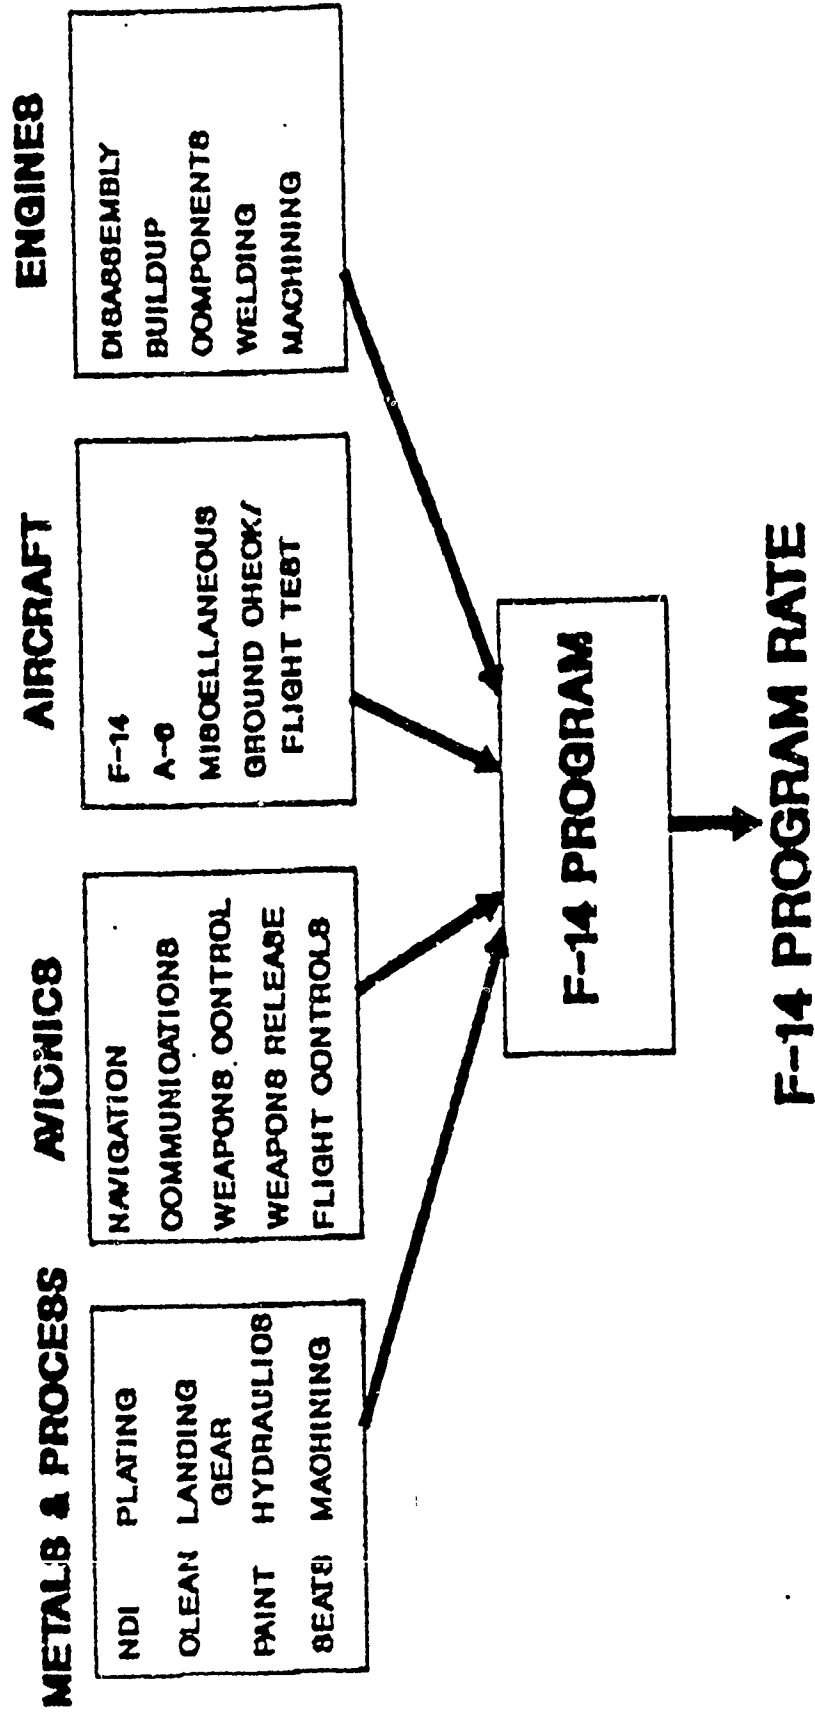 METALS & PROCESS
NDI PLATING
CLEAN LANDING
GEAR
PAINT HYDRAULICS
SEATS MACHINING
AVIONICS
NAVIGATION
COMMUNICATIONS
WEAPONS CONTROL
WEAPONS RELEASE
FLIGHT CONTROLS
AIRCRAFT
F-14
A-6
MISCELLANEOUS
GROUND CHECK/
FLIGHT TEST
ENGINES
DISASSEMBLY
BUILDUP
COMPONENTS
WELDING
MACHINING
F-14 PROGRAM
F-14 PROGRAM RATE